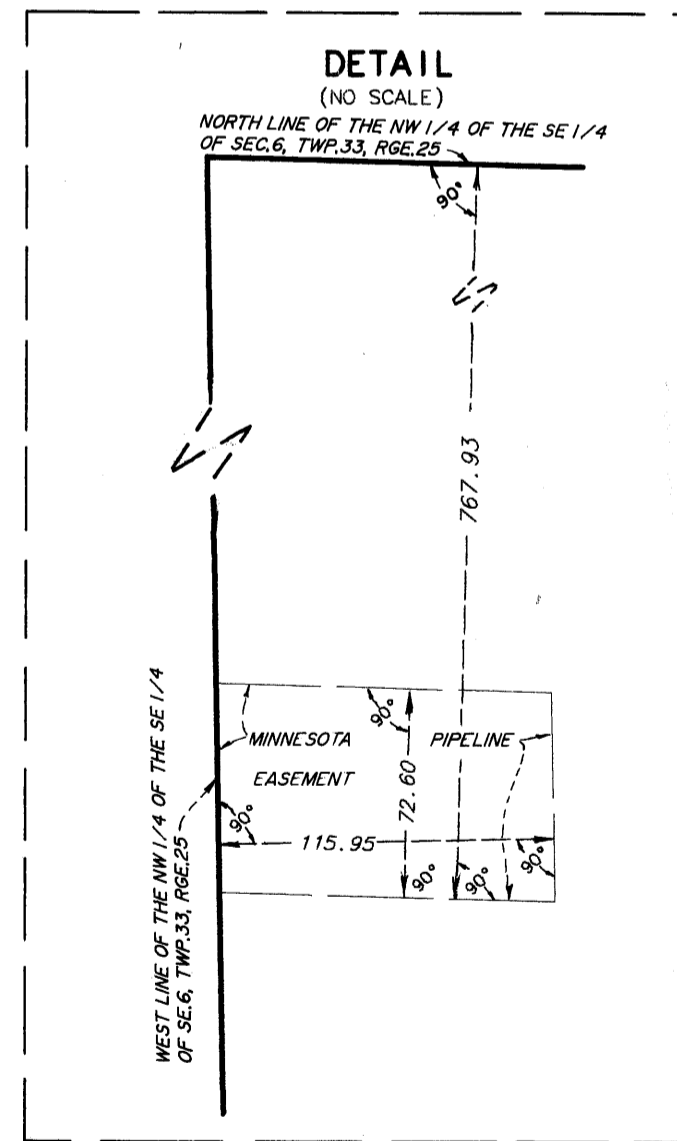 DETAIL
(NO SCALE)
NORTH LINE OF THE NW 1/4 OF THE SE 1/4
OF SEC.6, TWP.33, RGE.25
90°
767.93
WEST LINE OF THE NW 1/4 OF THE SE 1/4
OF SE.6, TWP.33, RGE.25
90°
MINNESOTA
PIPELINE
EASEMENT
72.60
90°
115.95
90°
90°
90°